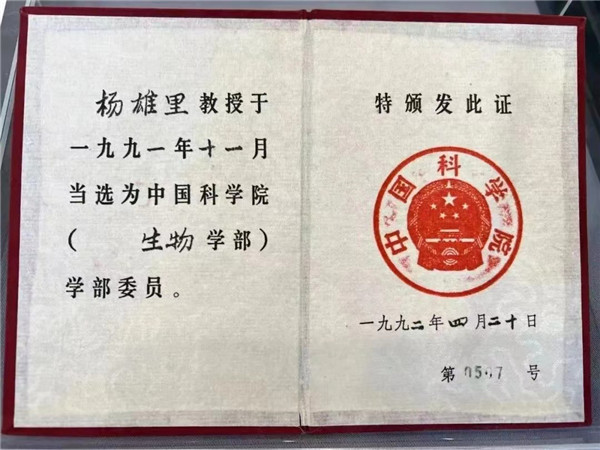 杨雄里教授于
一九九一年十一月
当选为中国科学院
(生物学部)
学部委员。
特颁发此证
中国科学院
一九九二年四月二十日
第 号